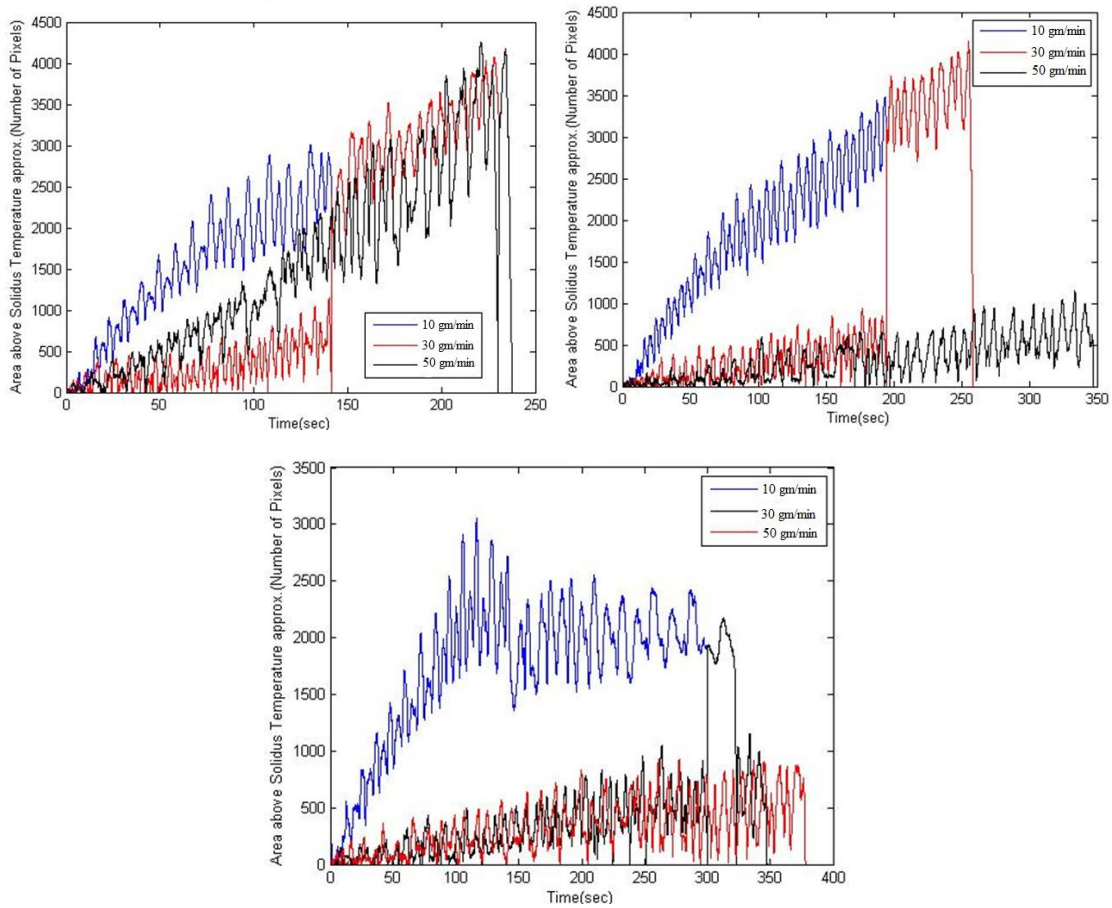 Area above Solidus Temperature approx.(Number of Pixels)
4500
4000
3500
3000
2500
2000
1500
1000
500
0
10 gm/min
30 gm/min
50 gm/min
0 50 100 150 200 250
Time(sec)
Area above Solidus Temperature approx.(Number of Pixels)
4500
4000
3500
3000
2500
2000
1500
1000
500
0
10 gm/min
30 gm/min
50 gm/min
0 50 100 150 200 250 300 350
Time(sec)
Area above Solidus Temperature approx.(Number of Pixels)
3500
3000
2500
2000
1500
1000
500
0
10 gm/min
30 gm/min
50 gm/min
0 50 100 150 200 250 300 350 400
Time(sec)